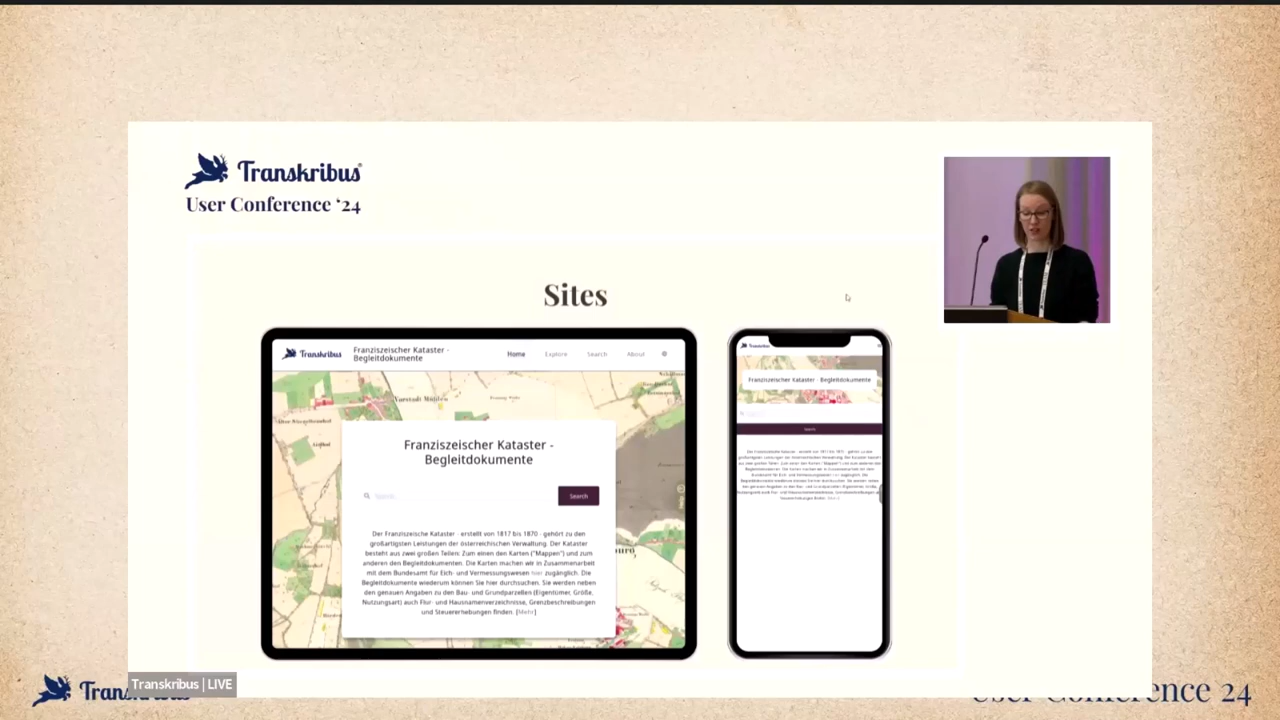 Transkribus
User Conference ‘24
Sites
Transkribus
Franziszeischer Kataster -
Begleitdokumente
Home
Explore
Search
About
Vorstadt Mühlen
Franziszeischer Kataster -
Begleitdokumente
Search
Der Franziszeische Kataster - erstellt von 1817 bis 1870 - gehört zu den
großartigsten Leistungen der österreichischen Verwaltung. Der Kataster
besteht aus zwei großen Teilen: Zum einen den Karten ("Mappen") und zum
anderen den Begleitdokumenten. Die Karten machen wir in Zusammenarbeit
mit dem Bundesamt für Eich- und Vermessungswesen hier zugänglich. Die
Begleitdokumente wiederum können Sie hier durchsuchen. Sie werden neben
den genauen Angaben zu den Bau- und Grundparzellen (Eigentümer, Größe,
Nutzungsart) auch Flur- und Hausnamenverzeichnisse, Grenzbeschreibungen
und Steuererhebungen finden. [Mehr]
Transkribus
Franziszeischer Kataster - Begleitdokumente
Search
Transkribus | LIVE
User Conference 24